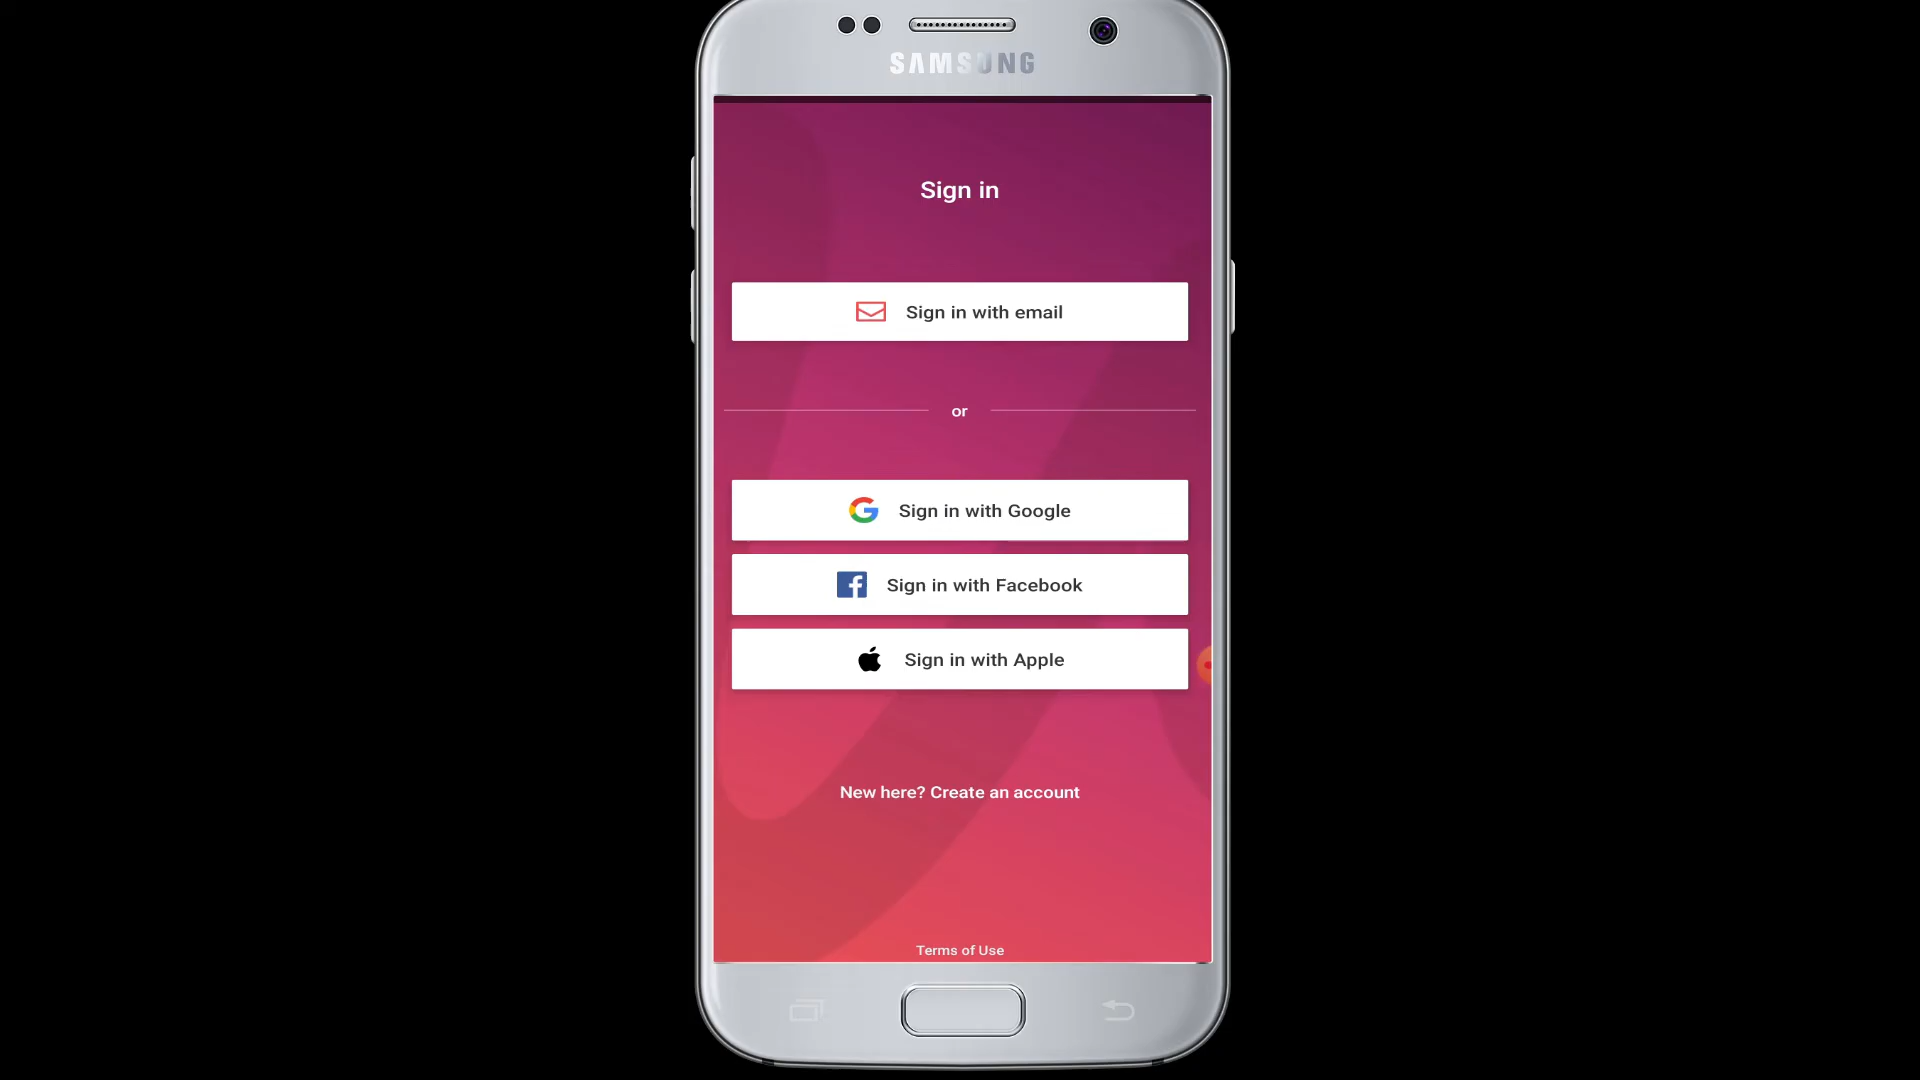 SAMSUNG
Sign in
Sign in with email
or
Sign in with Google
Sign in with Facebook
Sign in with Apple
New here? Create an account
Terms of Use